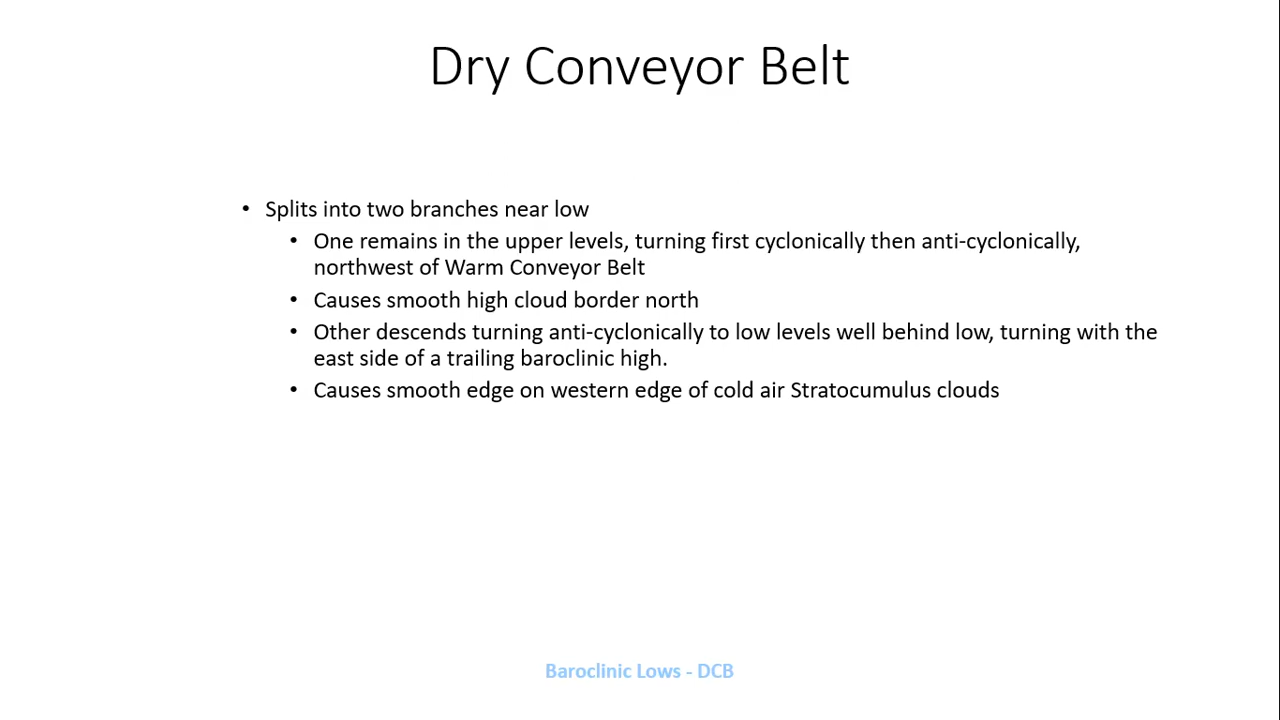 Dry Conveyor Belt
• Splits into two branches near low
• One remains in the upper levels, turning first cyclonically then anti-cyclonically,
northwest of Warm Conveyor Belt
• Causes smooth high cloud border north
• Other descends turning anti-cyclonically to low levels well behind low, turning with the
east side of a trailing baroclinic high.
• Causes smooth edge on western edge of cold air Stratocumulus clouds
Baroclinic Lows - DCB